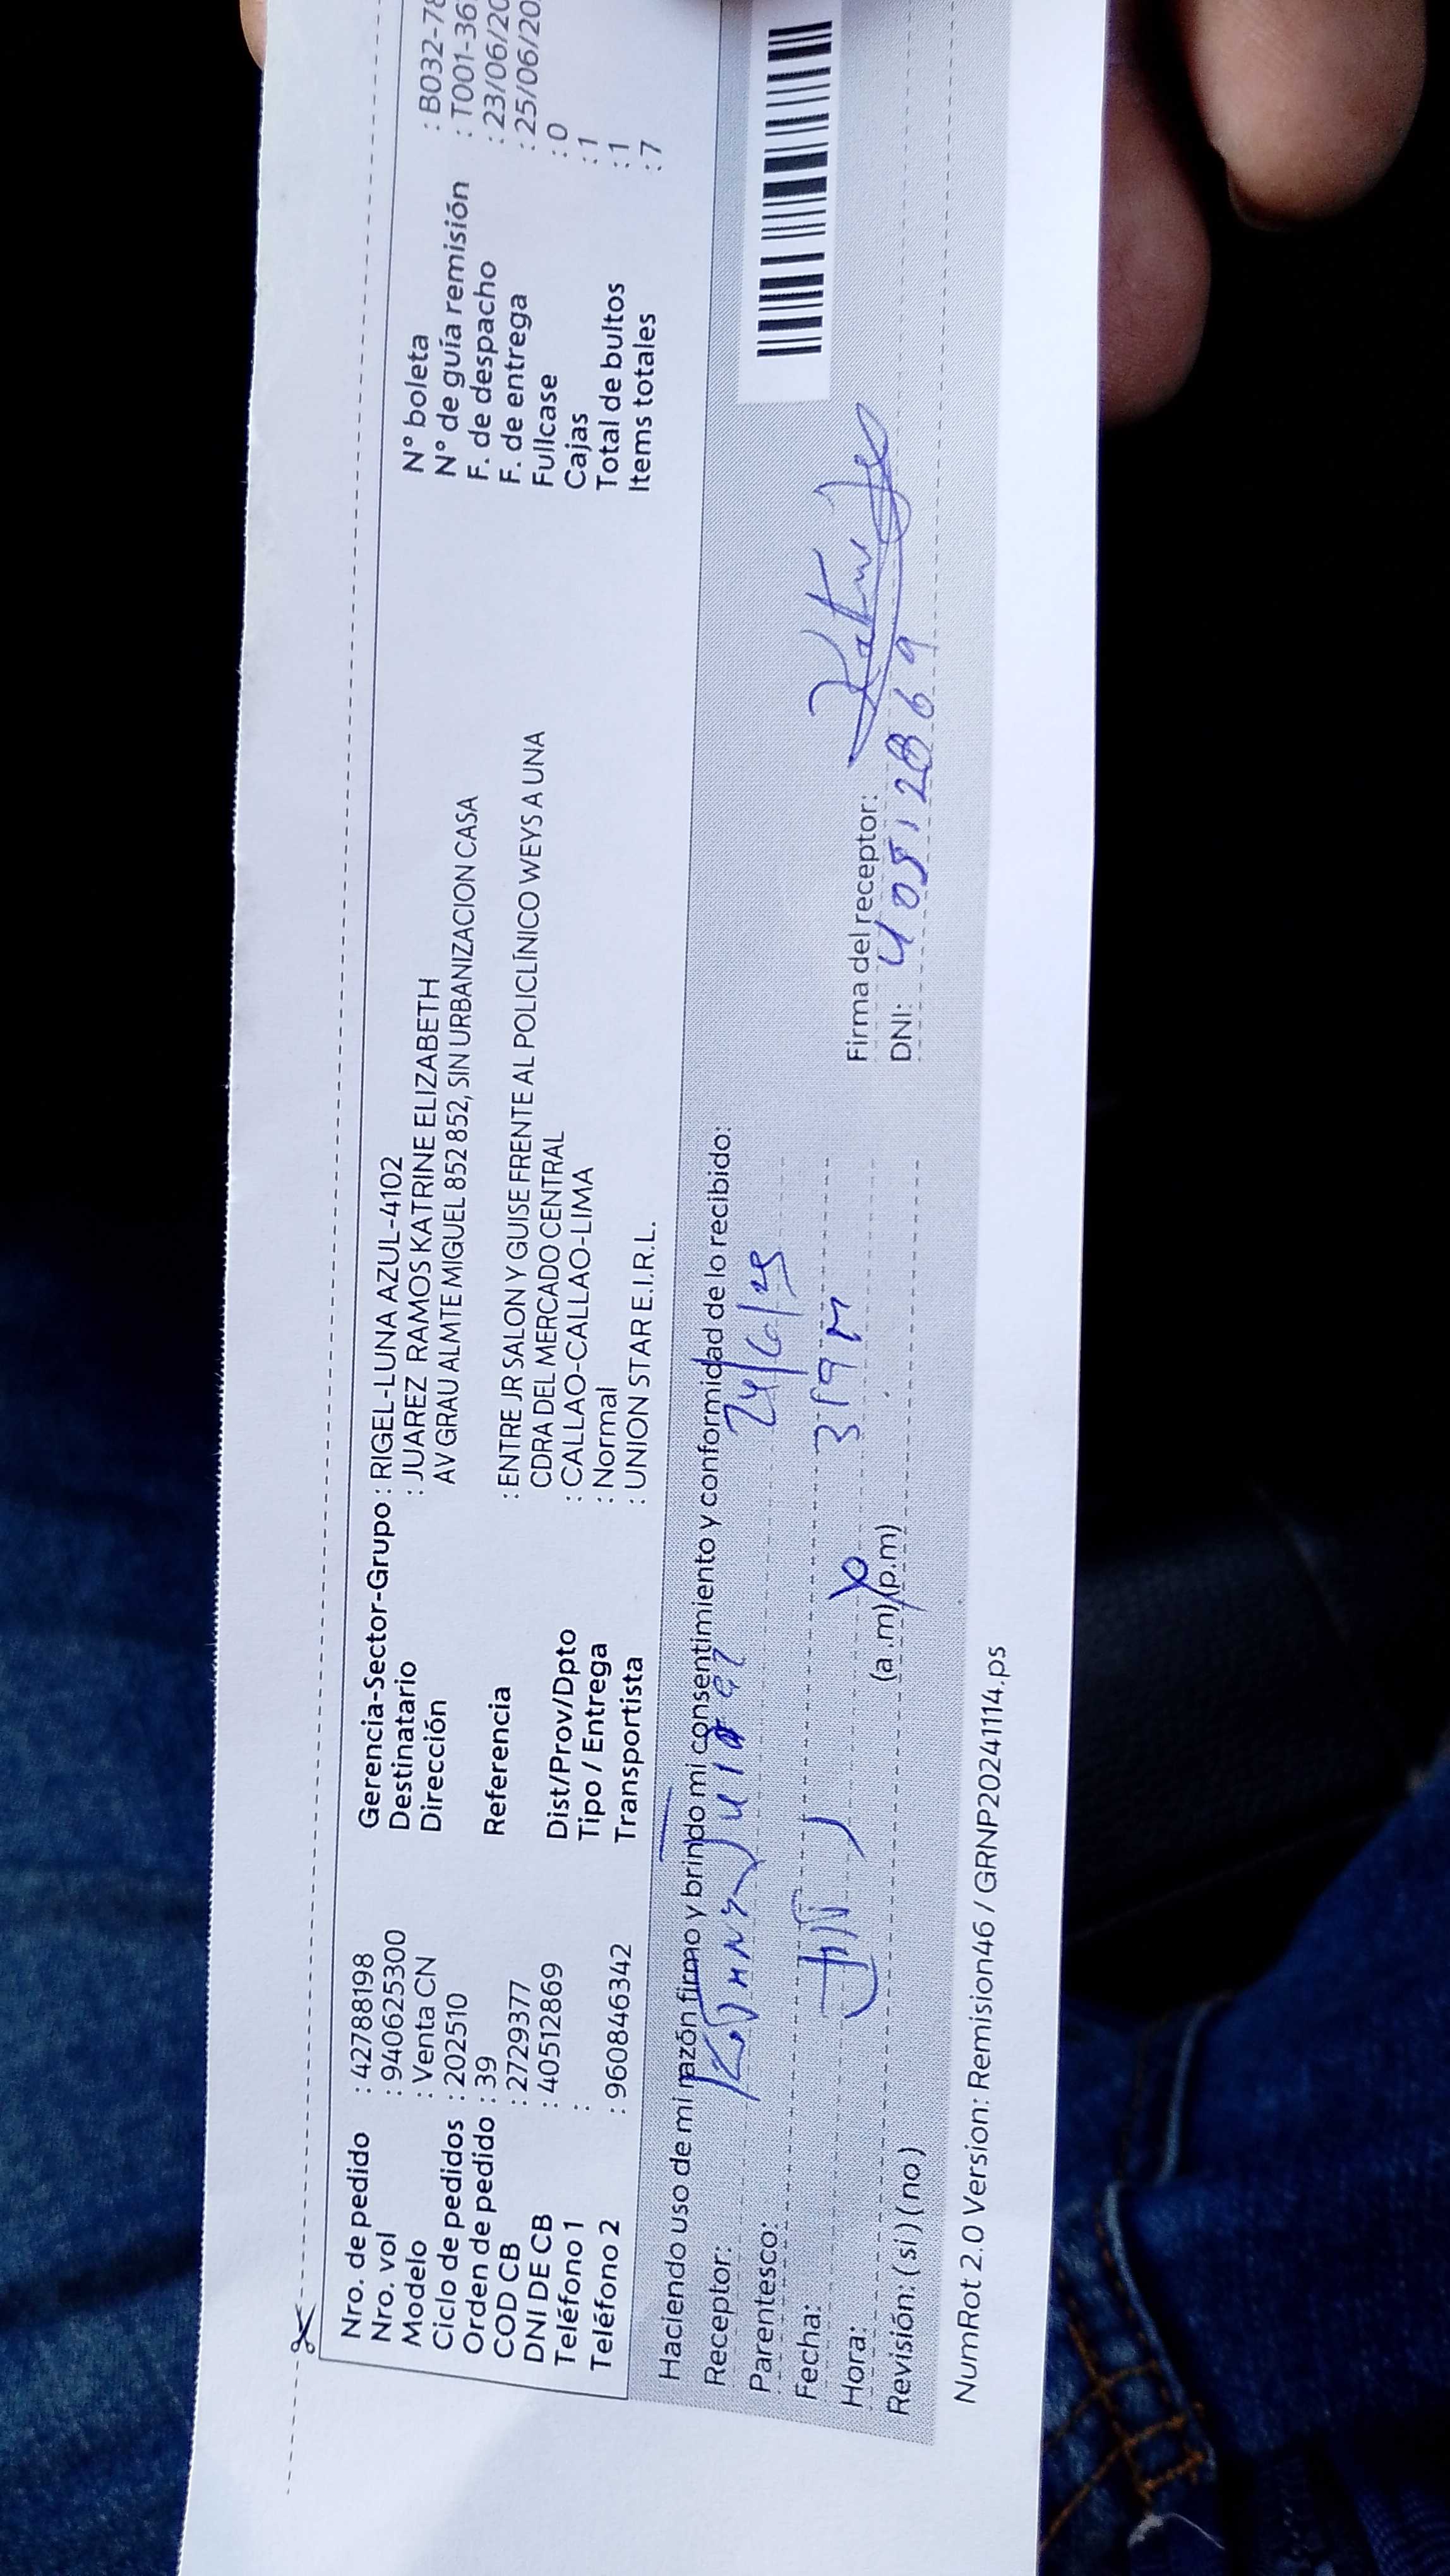 Nro. de pedido : 42788198
Nro. vol : 940625300
Modelo : Venta CN
Ciclo de pedidos : 202510
Orden de pedido : 39
COD CB : 2729377
DNI DE CB : 40512869
Teléfono 1 :
Teléfono 2 : 960846342
Gerencia-Sector-Grupo : RIGEL-LUNA AZUL-4102
Destinatario : JUAREZ RAMOS KATRINE ELIZABETH
Dirección AV GRAU ALMTE MIGUEL 852 852, SIN URBANIZACION CASA
Referencia : ENTRE JR SALON Y GUISE FRENTE AL POLICLÍNICO WEYS A UNA
CDRA DEL MERCADO CENTRAL
Dist/Prov/Dpto : CALLAO-CALLAO-LIMA
Tipo / Entrega : Normal
Transportista : UNION STAR E.I.R.L.
N° boleta : B032-78
N° de guía remisión : T001-36
F. de despacho : 23/06/20
F. de entrega : 25/06/20
Fullcase : 0
Cajas : 1
Total de bultos : 1
Items totales : 7
Haciendo uso de mi razón firmo y brindo mi consentimiento y conformidad de lo recibido:
Receptor:
Parentesco:
24/6/25
Fecha:
Hora:
(a .m)(p.m)
Revisión: (si) (no)
Firma del receptor:
DNI: 40512869
NumRot 2.0 Version: Remision46 / GRNP20241114.ps